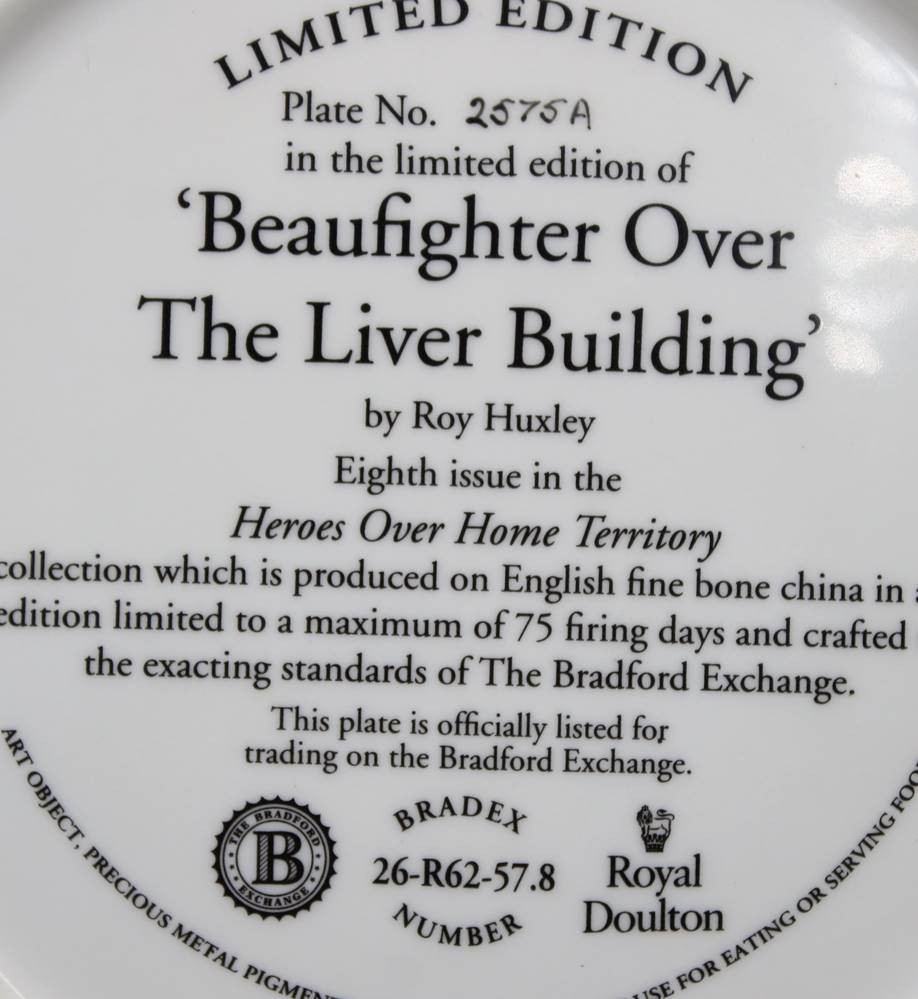 LIMITED EDITION
Plate No. 2575A
in the limited edition of
‘Beaufighter Over
The Liver Building’
by Roy Huxley
Eighth issue in the
Heroes Over Home Territory
collection which is produced on English fine bone china in
edition limited to a maximum of 75 firing days and crafted
the exacting standards of The Bradford Exchange.
This plate is officially listed for
trading on the Bradford Exchange.
THE BRADFORD
B
EXCHANGE
BRADEX
26-R62-57.8
NUMBER
Royal
Doulton
ART OBJECT, PRECIOUS METAL PIGMEN
USE FOR EATING OR SERVING FOO